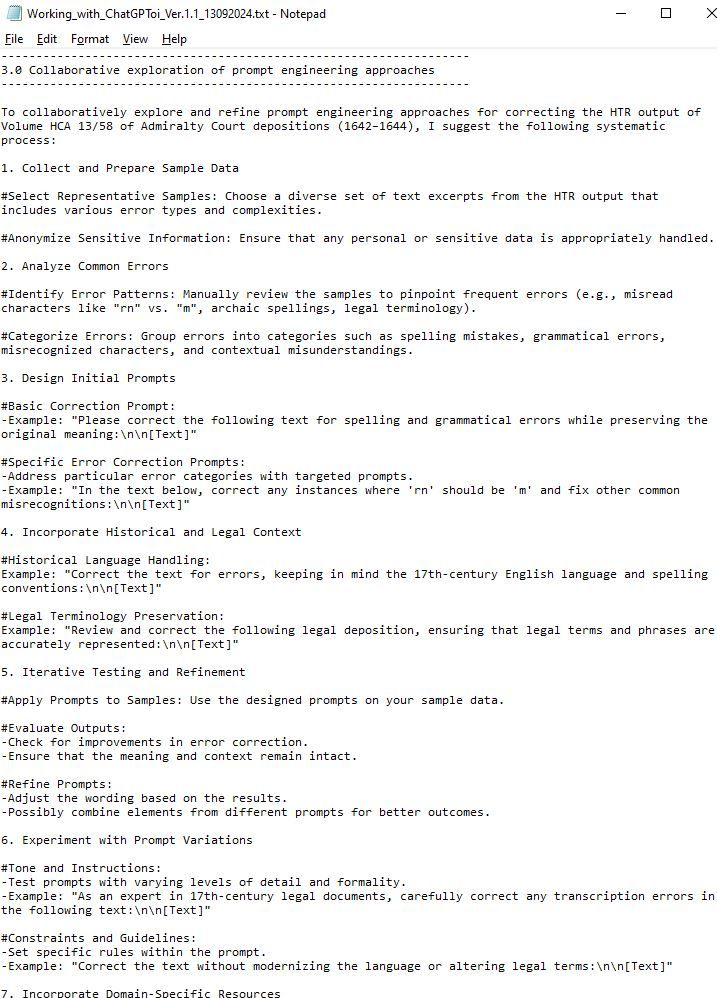 Working_with_ChatGPToi_Ver.1.1_13092024.txt - Notepad
File Edit Format View Help
-------------------------------------------------------------------
3.0 Collaborative exploration of prompt engineering approaches
-------------------------------------------------------------------
To collaboratively explore and refine prompt engineering approaches for correcting the HTR output of
Volume HCA 13/58 of Admiralty Court depositions (1642–1644), I suggest the following systematic
process:
1. Collect and Prepare Sample Data
#Select Representative Samples: Choose a diverse set of text excerpts from the HTR output that
includes various error types and complexities.
#Anonymize Sensitive Information: Ensure that any personal or sensitive data is appropriately handled.
2. Analyze Common Errors
#Identify Error Patterns: Manually review the samples to pinpoint frequent errors (e.g., misread
characters like "rn" vs. "m", archaic spellings, legal terminology).
#Categorize Errors: Group errors into categories such as spelling mistakes, grammatical errors,
misrecognized characters, and contextual misunderstandings.
3. Design Initial Prompts
#Basic Correction Prompt:
-Example: "Please correct the following text for spelling and grammatical errors while preserving the
original meaning:\n\n[Text]"
#Specific Error Correction Prompts:
-Address particular error categories with targeted prompts.
-Example: "In the text below, correct any instances where 'rn' should be 'm' and fix other common
misrecognitions:\n\n[Text]"
4. Incorporate Historical and Legal Context
#Historical Language Handling:
Example: "Correct the text for errors, keeping in mind the 17th-century English language and spelling
conventions:\n\n[Text]"
#Legal Terminology Preservation:
Example: "Review and correct the following legal deposition, ensuring that legal terms and phrases are
accurately represented:\n\n[Text]"
5. Iterative Testing and Refinement
#Apply Prompts to Samples: Use the designed prompts on your sample data.
#Evaluate Outputs:
-Check for improvements in error correction.
-Ensure that the meaning and context remain intact.
#Refine Prompts:
-Adjust the wording based on the results.
-Possibly combine elements from different prompts for better outcomes.
6. Experiment with Prompt Variations
#Tone and Instructions:
-Test prompts with varying levels of detail and formality.
-Example: "As an expert in 17th-century legal documents, carefully correct any transcription errors in
the following text:\n\n[Text]"
#Constraints and Guidelines:
-Set specific rules within the prompt.
-Example: "Correct the text without modernizing the language or altering legal terms:\n\n[Text]"
7. Incorporate Domain-Specific Resources